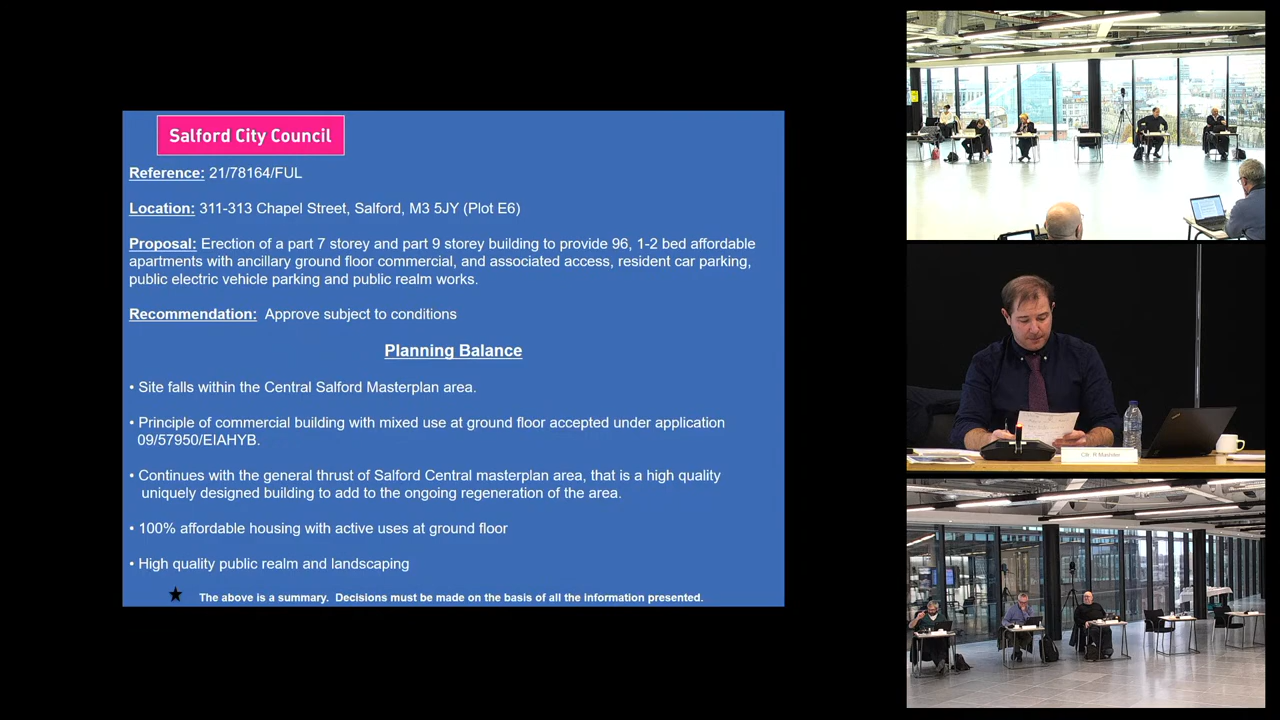 Salford City Council
Reference: 21/78164/FUL
Location: 311-313 Chapel Street, Salford, M3 5JY (Plot E6)
Proposal: Erection of a part 7 storey and part 9 storey building to provide 96, 1-2 bed affordable
apartments with ancillary ground floor commercial, and associated access, resident car parking,
public electric vehicle parking and public realm works.
Recommendation: Approve subject to conditions
Planning Balance
• Site falls within the Central Salford Masterplan area.
• Principle of commercial building with mixed use at ground floor accepted under application
09/57950/EIAHYB.
• Continues with the general thrust of Salford Central masterplan area, that is a high quality
uniquely designed building to add to the ongoing regeneration of the area.
• 100% affordable housing with active uses at ground floor
• High quality public realm and landscaping
★ The above is a summary. Decisions must be made on the basis of all the information presented.
Cllr R Mashiter